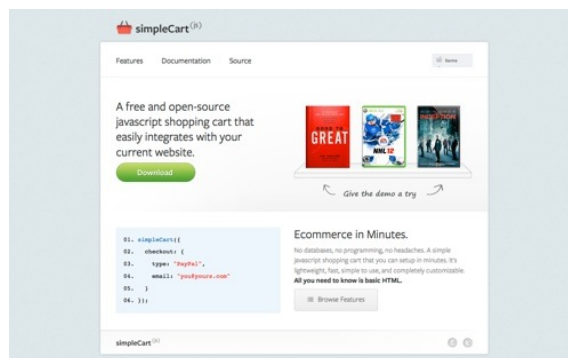 simpleCart(js)
Features Documentation Source
Items
A free and open-source
javascript shopping cart that
easily integrates with your
current website.
Download
GOOD TO
GREAT
NHL 12
INCEPTION
Give the demo a try
01. simpleCart({
02. checkout: {
03. type: "PayPal",
04. email: "you@yours.com"
05. }
06. });
Ecommerce in Minutes.
No databases, no programming, no headaches. A simple
javascript shopping cart that you can setup in minutes. It's
lightweight, fast, simple to use, and completely customizable.
All you need to know is basic HTML.
Browse Features
simpleCart(js)